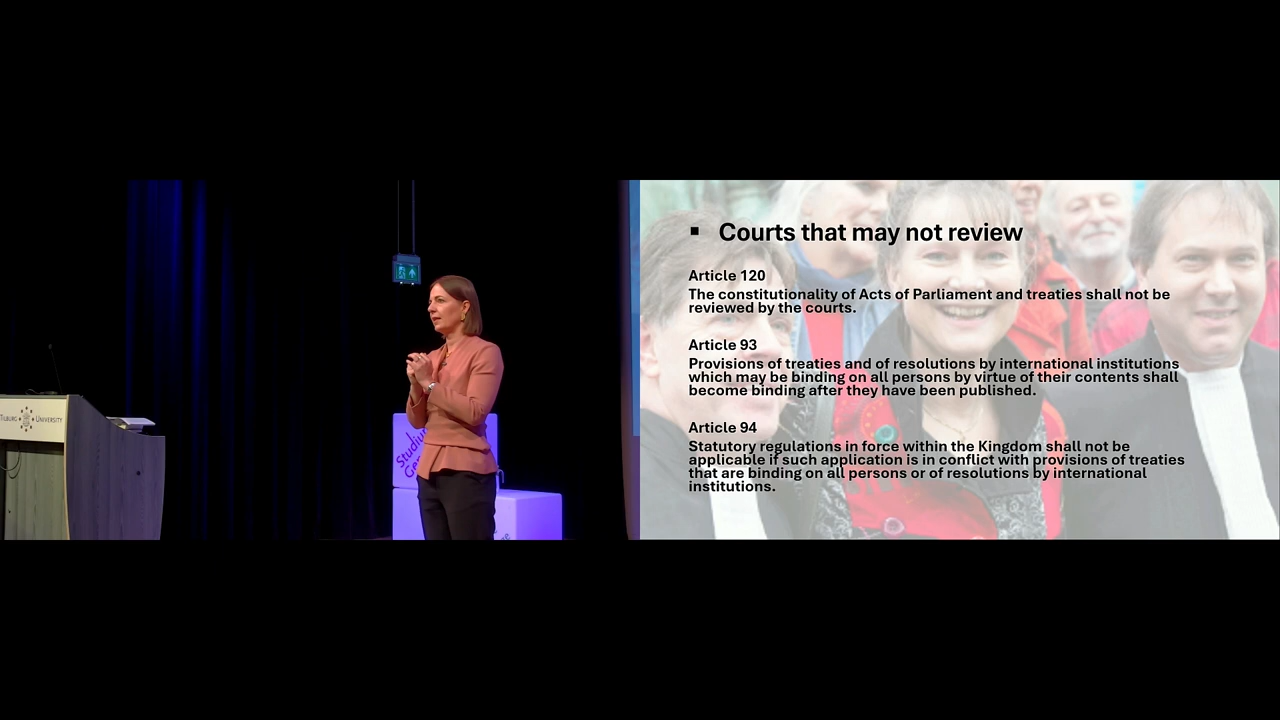 TILBURG UNIVERSITY
Studium
▪ Courts that may not review
Article 120
The constitutionality of Acts of Parliament and treaties shall not be
reviewed by the courts.
Article 93
Provisions of treaties and of resolutions by international institutions
which may be binding on all persons by virtue of their contents shall
become binding after they have been published.
Article 94
Statutory regulations in force within the Kingdom shall not be
applicable if such application is in conflict with provisions of treaties
that are binding on all persons or of resolutions by international
institutions.